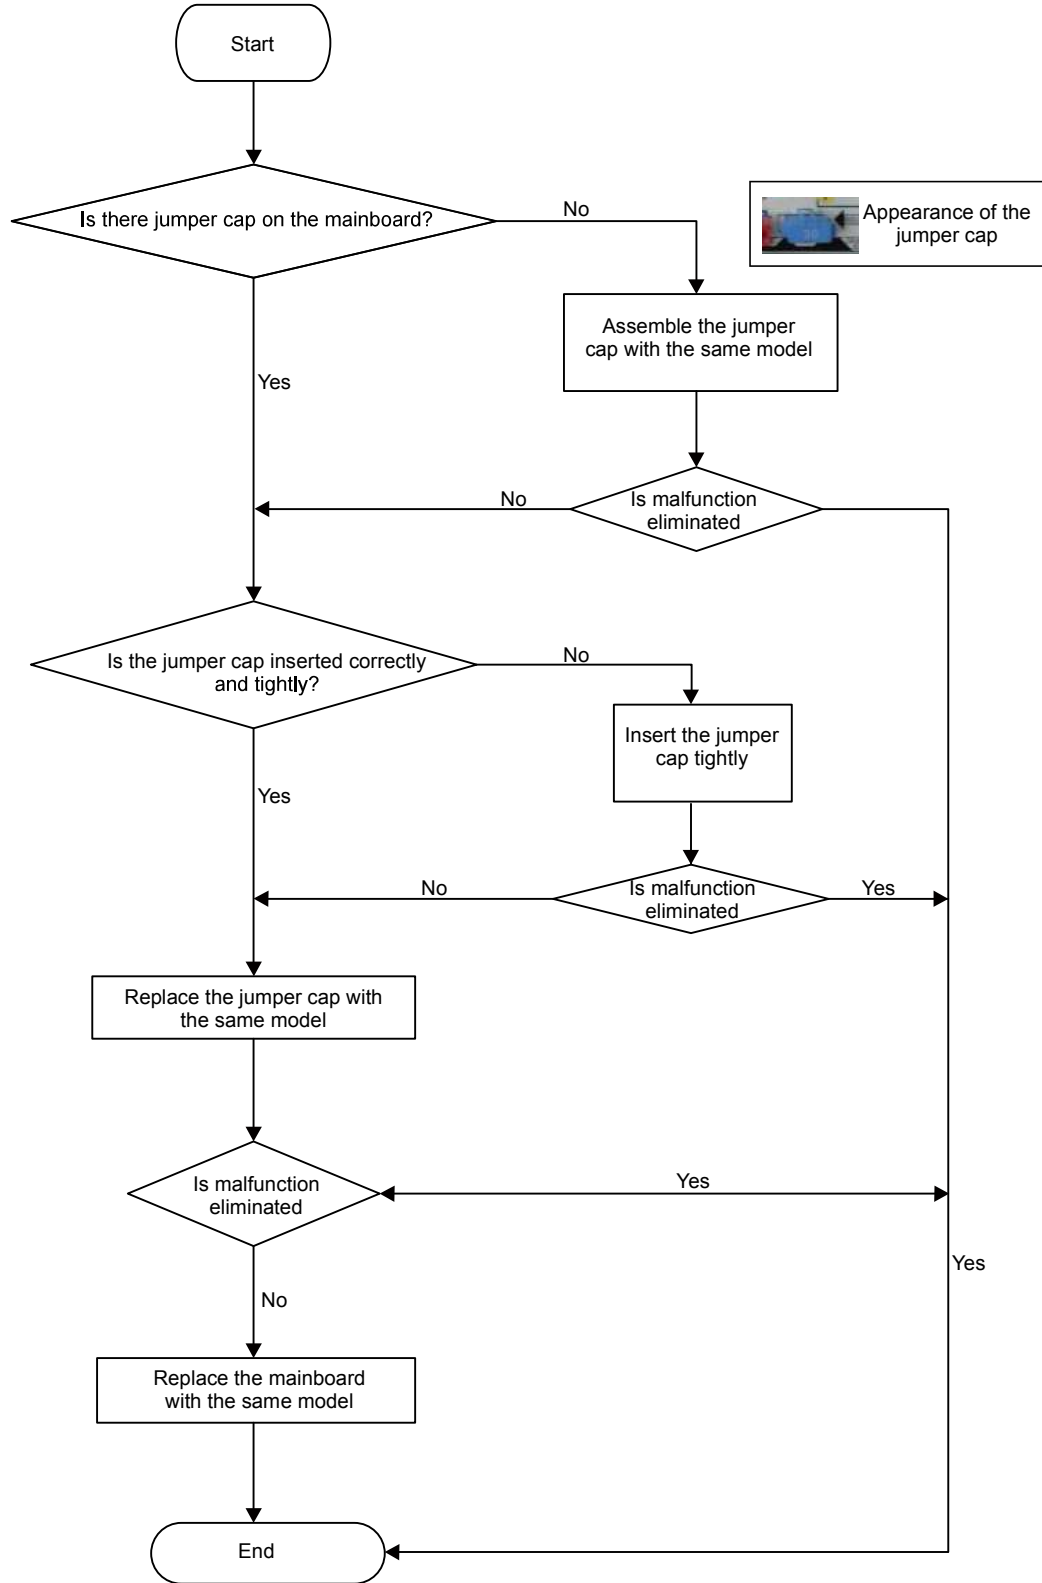 Start
Is there jumper cap on the mainboard?
No
Appearance of the
jumper cap
Assemble the jumper
cap with the same model
Yes
No
Is malfunction
eliminated
Is the jumper cap inserted correctly
and tightly?
No
Insert the jumper
cap tightly
Yes
No
Is malfunction
eliminated
Yes
Replace the jumper cap with
the same model
Is malfunction
eliminated
Yes
Yes
No
Replace the mainboard
with the same model
End